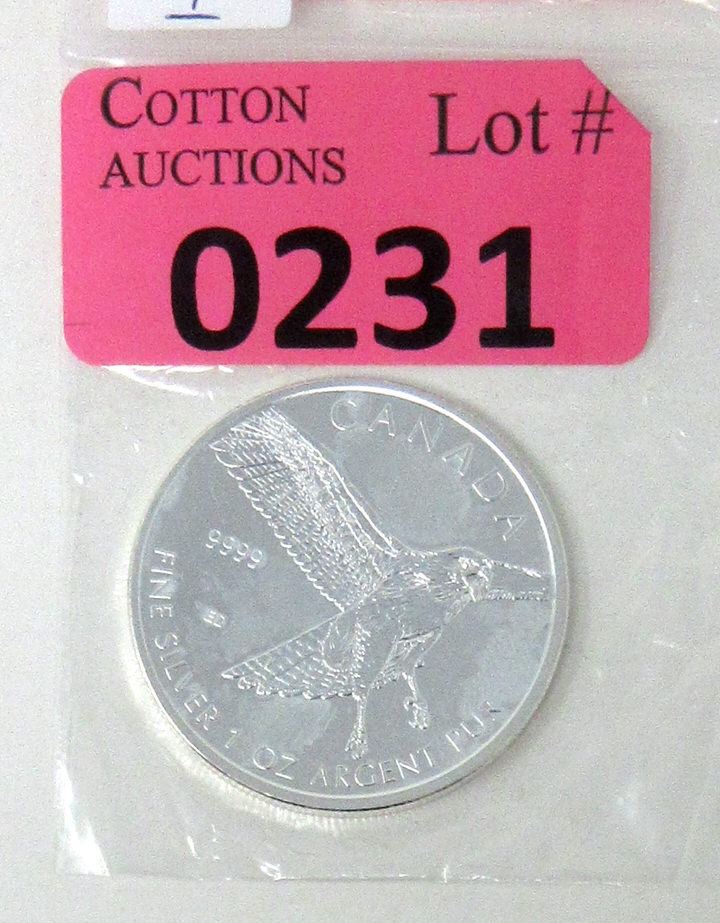 COTTON
AUCTIONS
Lot #
0231
CANADA
9999
FINE SILVER 1 OZ ARGENT PUR